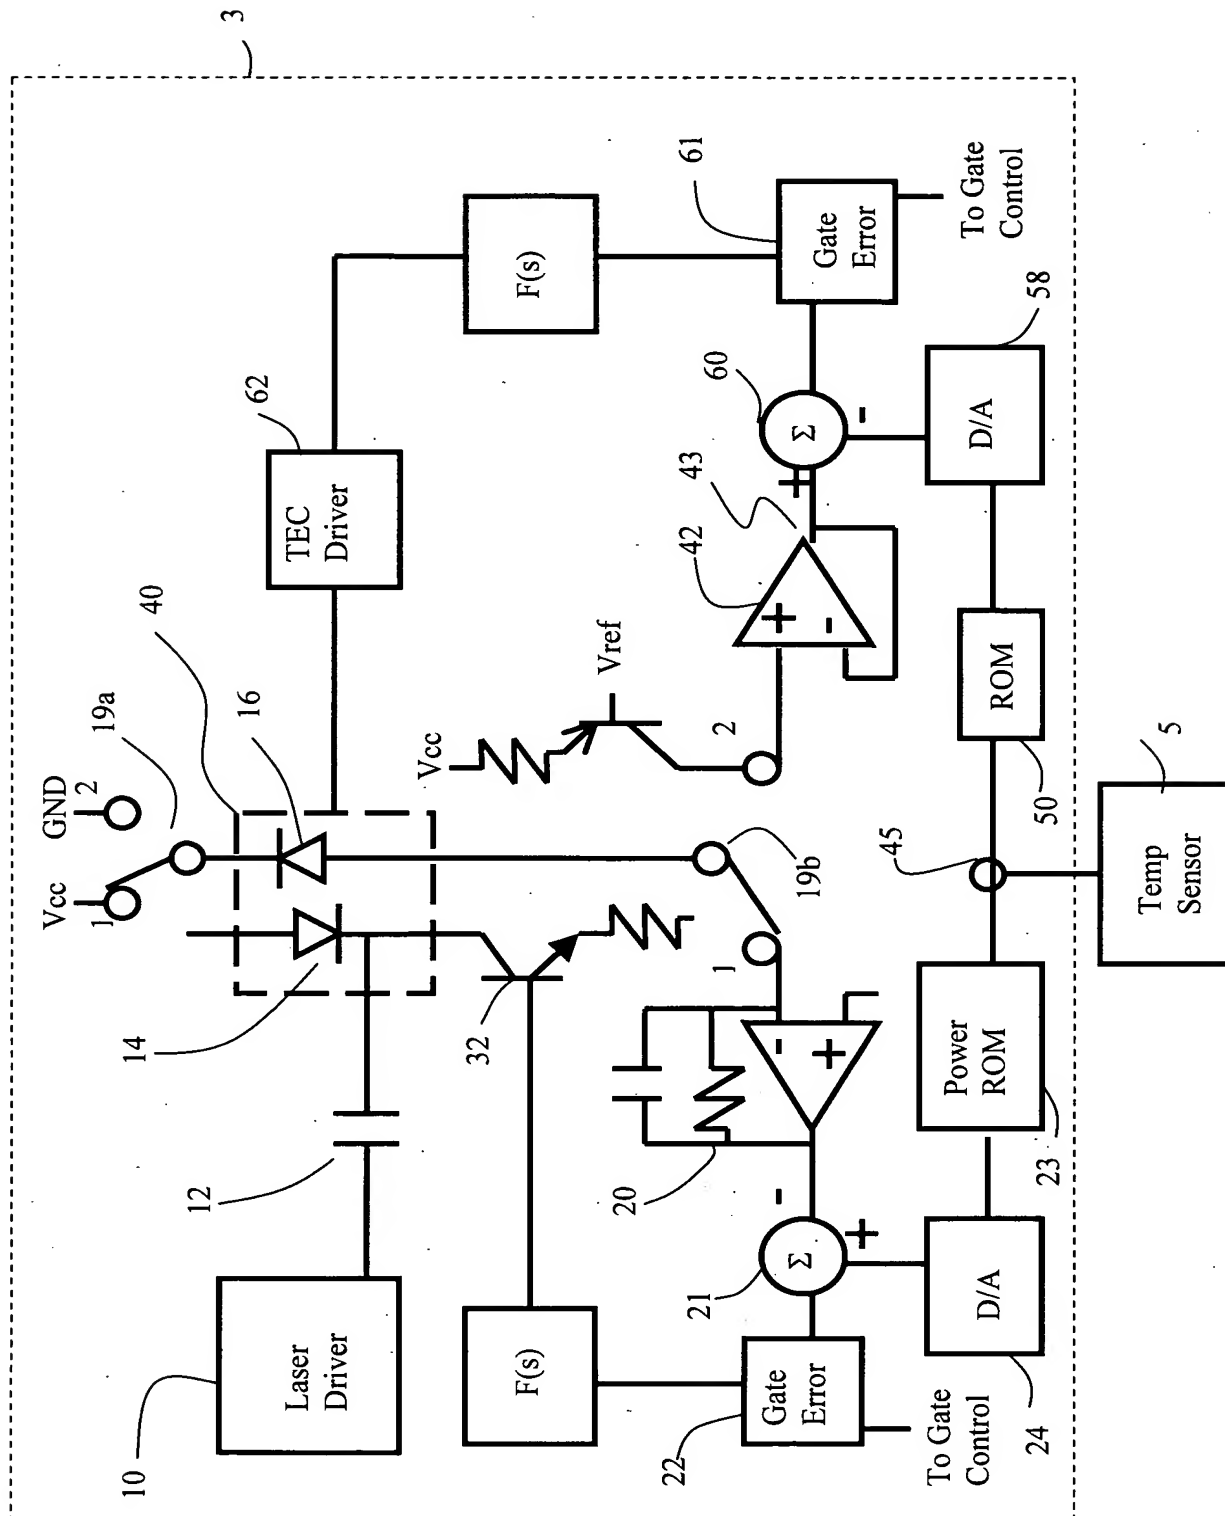 3
Laser
Driver
10
12
14
16
40
19a
Vcc
1
GND
2
TEC
Driver
62
F(s)
32
F(s)
Vcc
Vref
2
19b
1
-
+
20
-
+
Σ
21
Gate
Error
22
To Gate
Control
D/A
24
Power
ROM
23
45
Temp
Sensor
5
ROM
50
D/A
58
+
-
42
43
+
-
Σ
60
Gate
Error
61
To Gate
Control